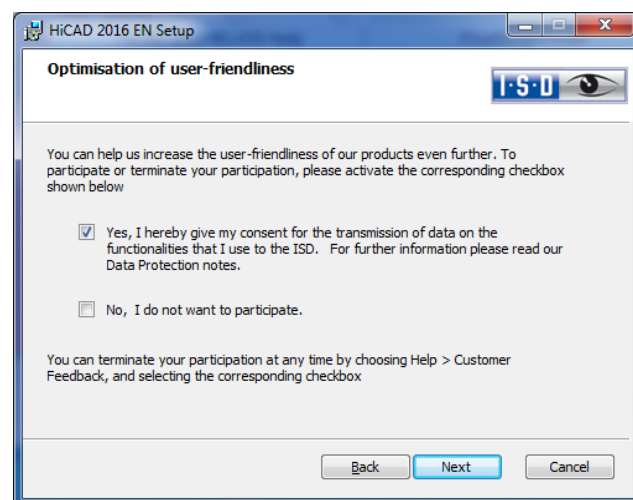 HiCAD 2016 EN Setup
Optimisation of user-friendliness
I·S·D
You can help us increase the user-friendliness of our products even further. To
participate or terminate your participation, please activate the corresponding checkbox
shown below
Yes, I hereby give my consent for the transmission of data on the
functionalities that I use to the ISD. For further information please read our
Data Protection notes.
No, I do not want to participate.
You can terminate your participation at any time by choosing Help > Customer
Feedback, and selecting the corresponding checkbox
Back Next Cancel